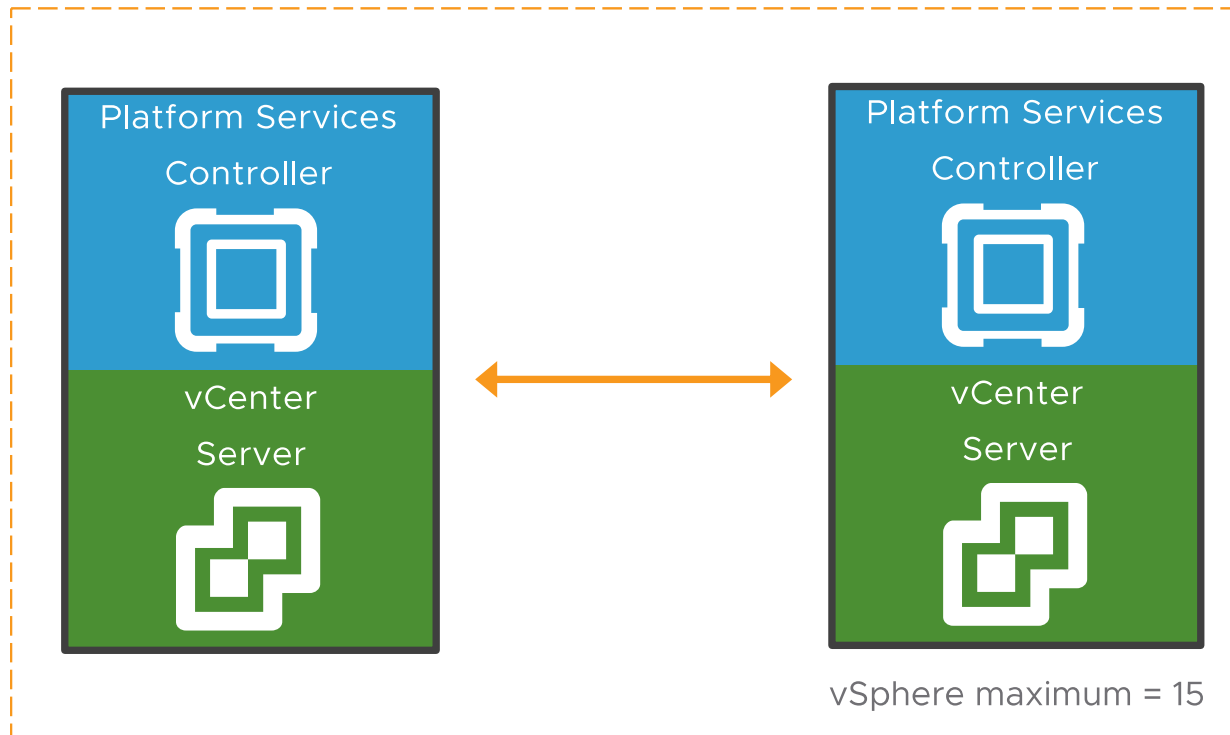 Platform Services
Controller
vCenter
Server
Platform Services
Controller
vCenter
Server
vSphere maximum = 15